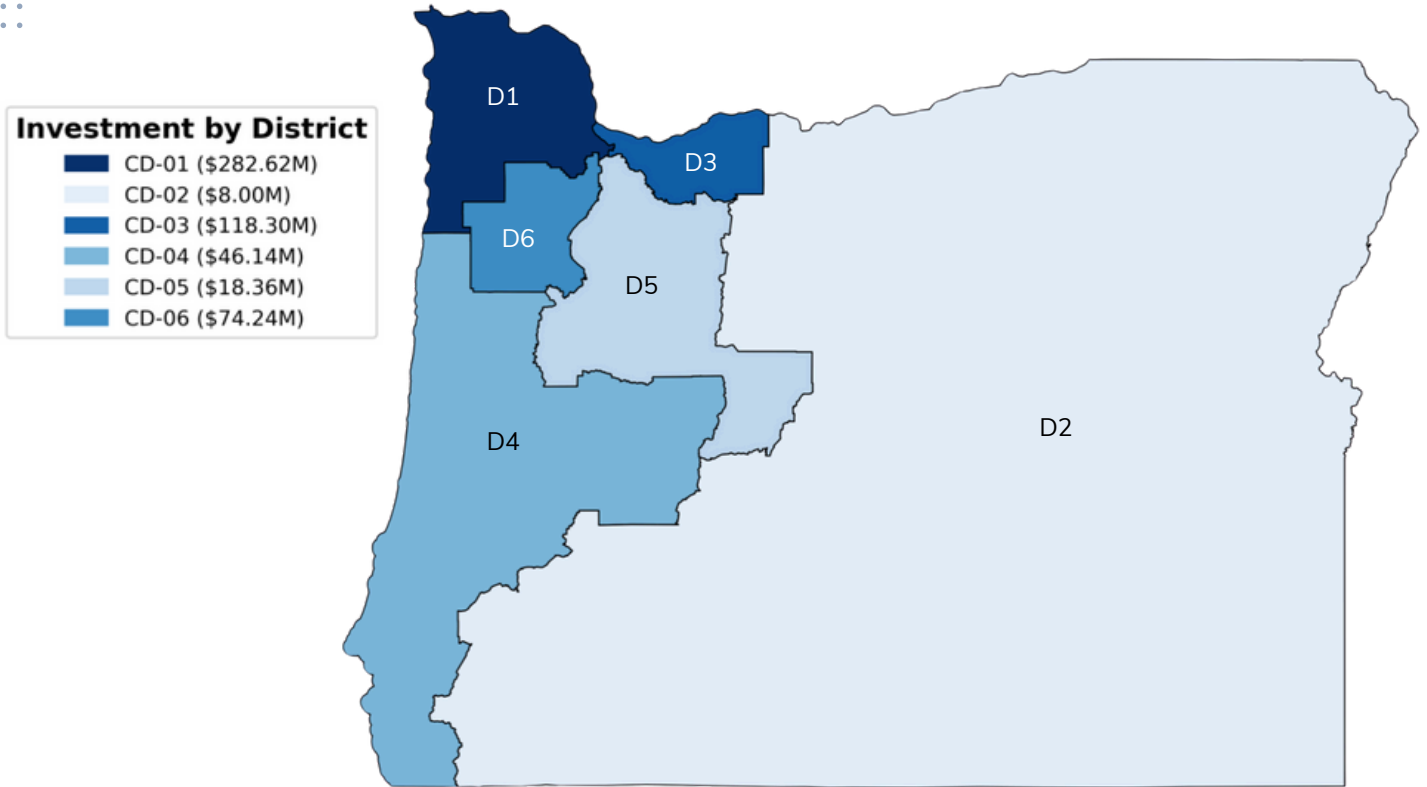 D1
Investment by District
CD-01 ($282.62M)
CD-02 ($8.00M)
CD-03 ($118.30M)
CD-04 ($46.14M)
CD-05 ($18.36M)
CD-06 ($74.24M)
D3
D6
D5
D2
D4